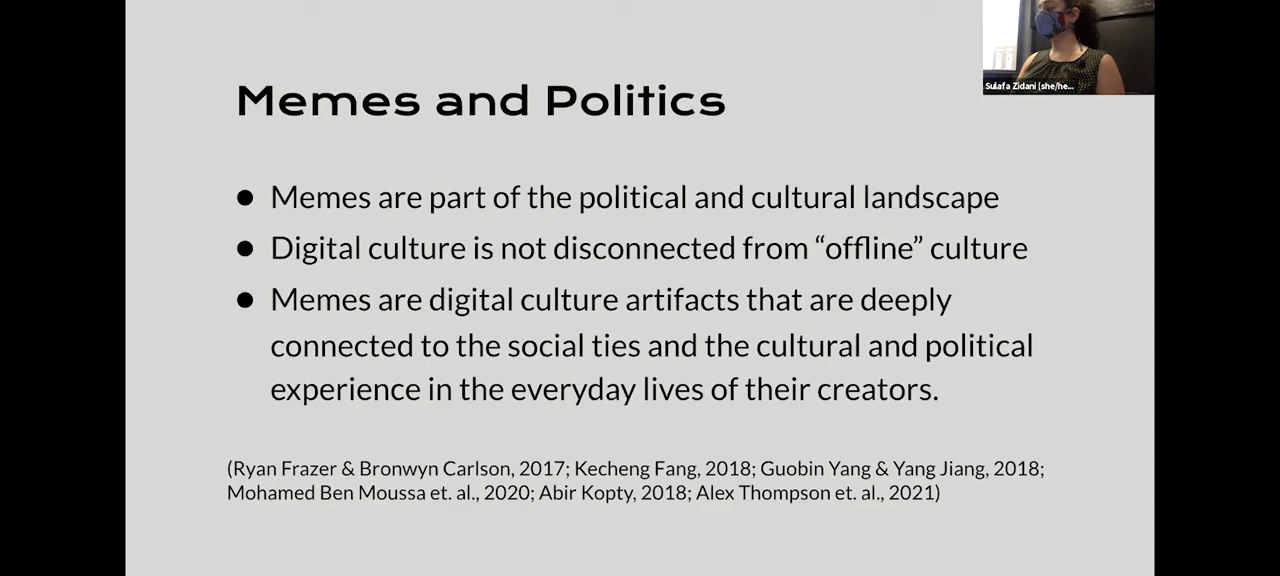 Sulafa Zidani (she/he...
Memes and Politics
● Memes are part of the political and cultural landscape
● Digital culture is not disconnected from “offline” culture
● Memes are digital culture artifacts that are deeply
connected to the social ties and the cultural and political
experience in the everyday lives of their creators.
(Ryan Frazer & Bronwyn Carlson, 2017; Kecheng Fang, 2018; Guobin Yang & Yang Jiang, 2018;
Mohamed Ben Moussa et. al., 2020; Abir Kopty, 2018; Alex Thompson et. al., 2021)